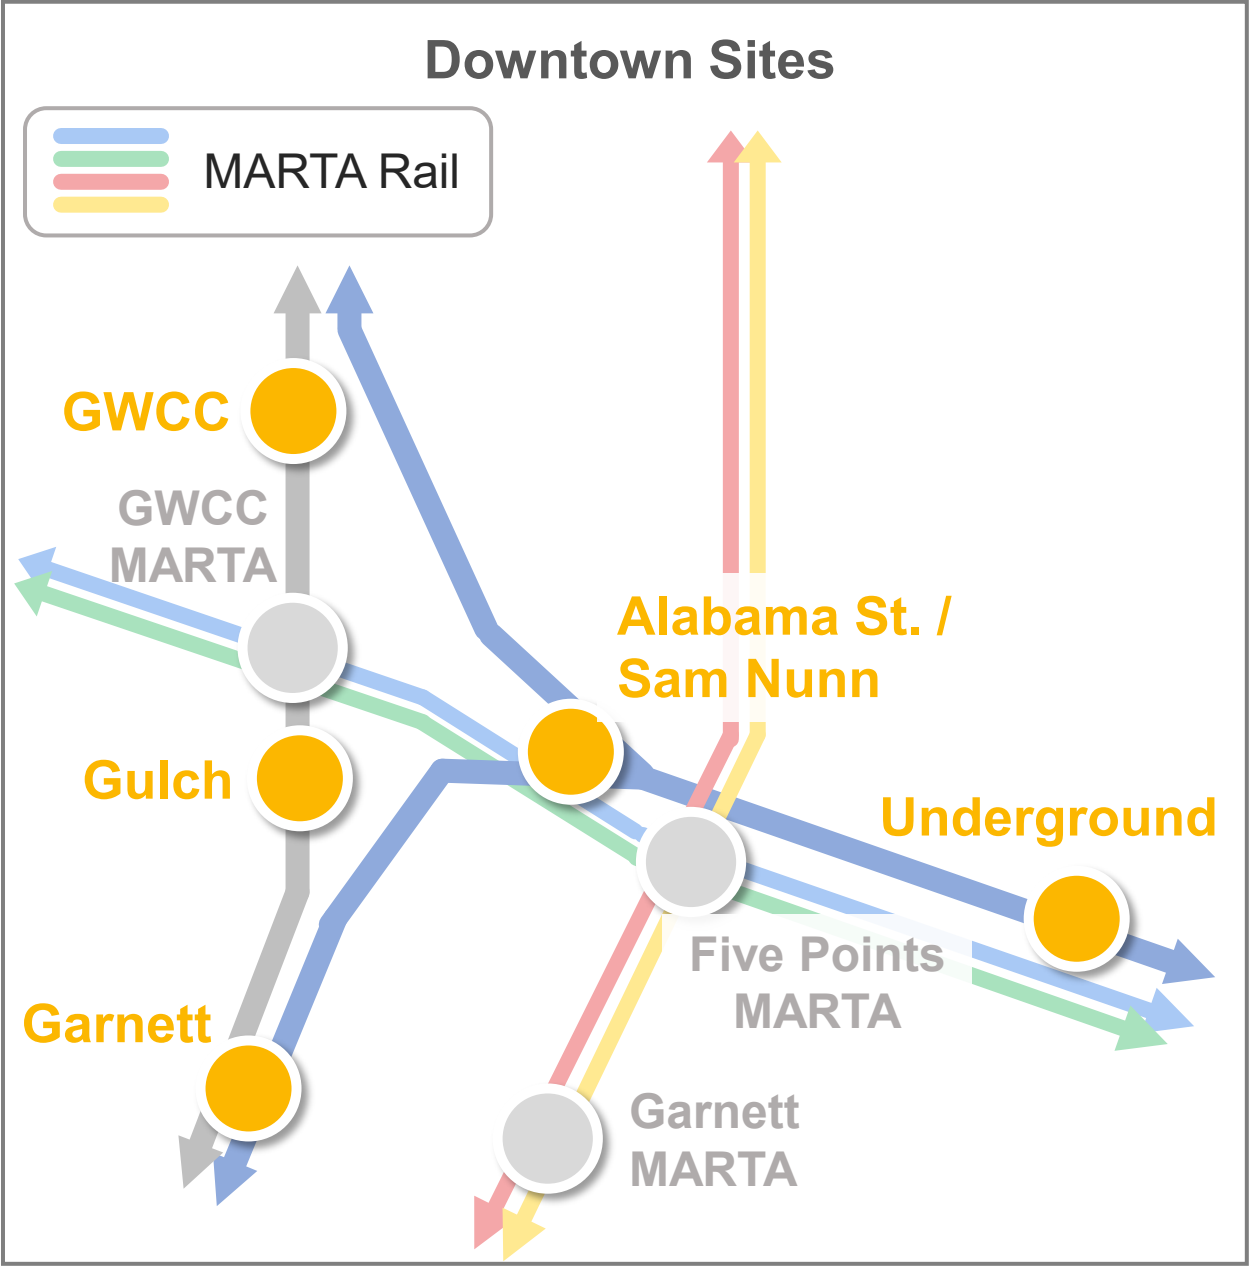 Downtown Sites
MARTA Rail
GWCC
GWCC
MARTA
Alabama St. /
Sam Nunn
Gulch
Underground
Five Points
MARTA
Garnett
Garnett
MARTA